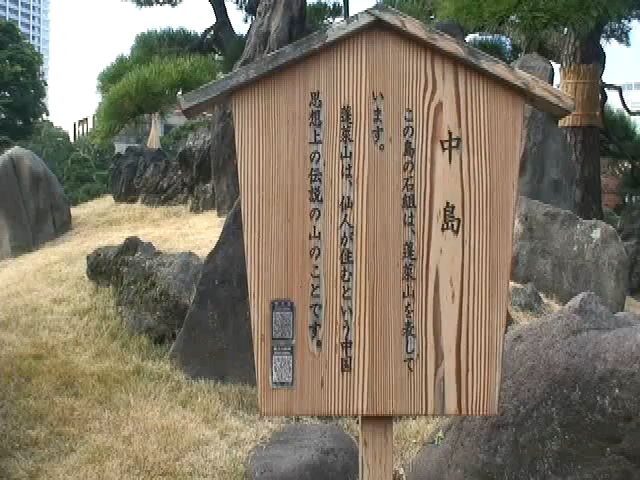 中島
この島の石組は、蓬莱山を表して
います。
蓬莱山は、仙人が住むという中国
思想上の伝説の山のことです。